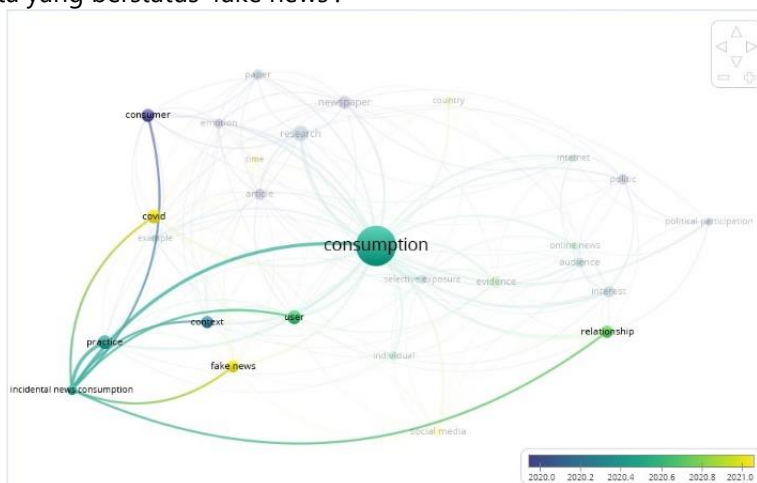 ta yang berstatus 'fake news'.
paper
consumer
newspaper
country
emotion
research
time
internet
politic
article
covid
political participation
example
consumption
online news
audience
selective exposure
evidence
interest
context
user
relationship
practice
individual
fake news
incidental news consumption
social media
2020.0 2020.2 2020.4 2020.6 2020.8 2021.0